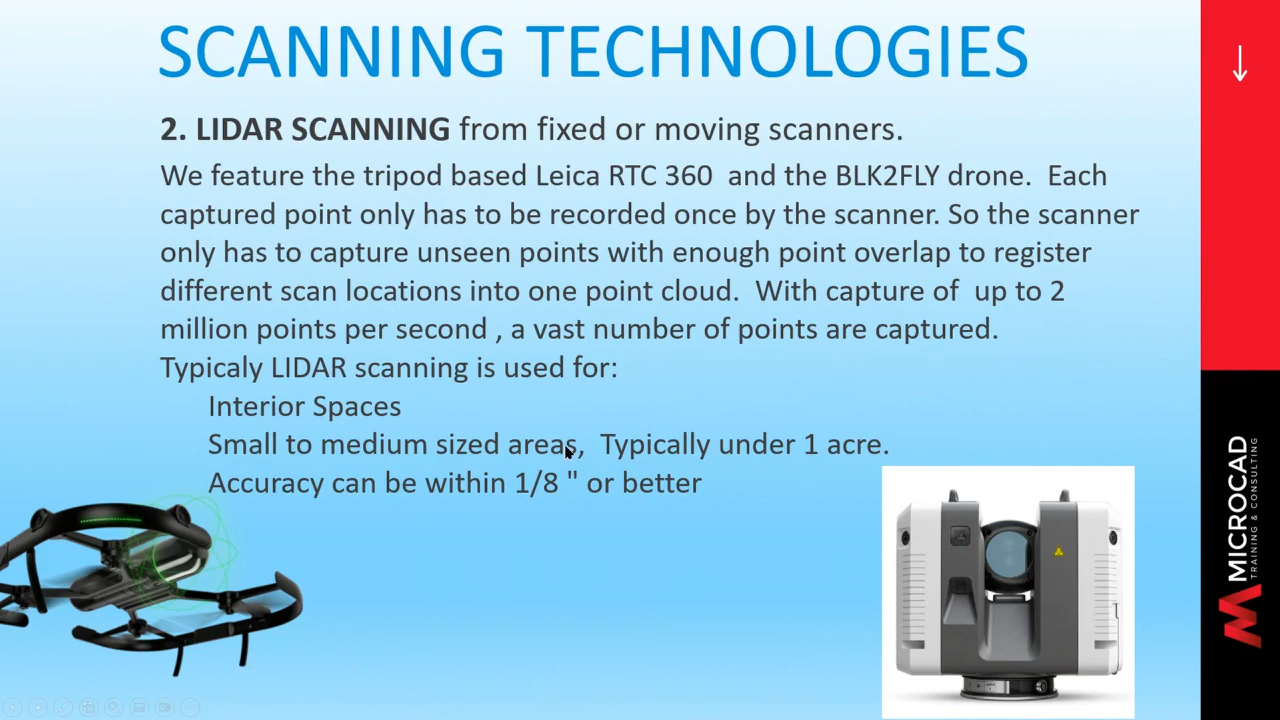 SCANNING TECHNOLOGIES
2. LIDAR SCANNING from fixed or moving scanners.
We feature the tripod based Leica RTC 360  and the BLK2FLY drone.  Each
captured point only has to be recorded once by the scanner. So the scanner
only has to capture unseen points with enough point overlap to register
different scan locations into one point cloud.  With capture of  up to 2
million points per second , a vast number of points are captured.
Typicaly LIDAR scanning is used for:
Interior Spaces
Small to medium sized areas,  Typically under 1 acre.
Accuracy can be within 1/8 " or better
MICROCAD
TRAINING & CONSULTING